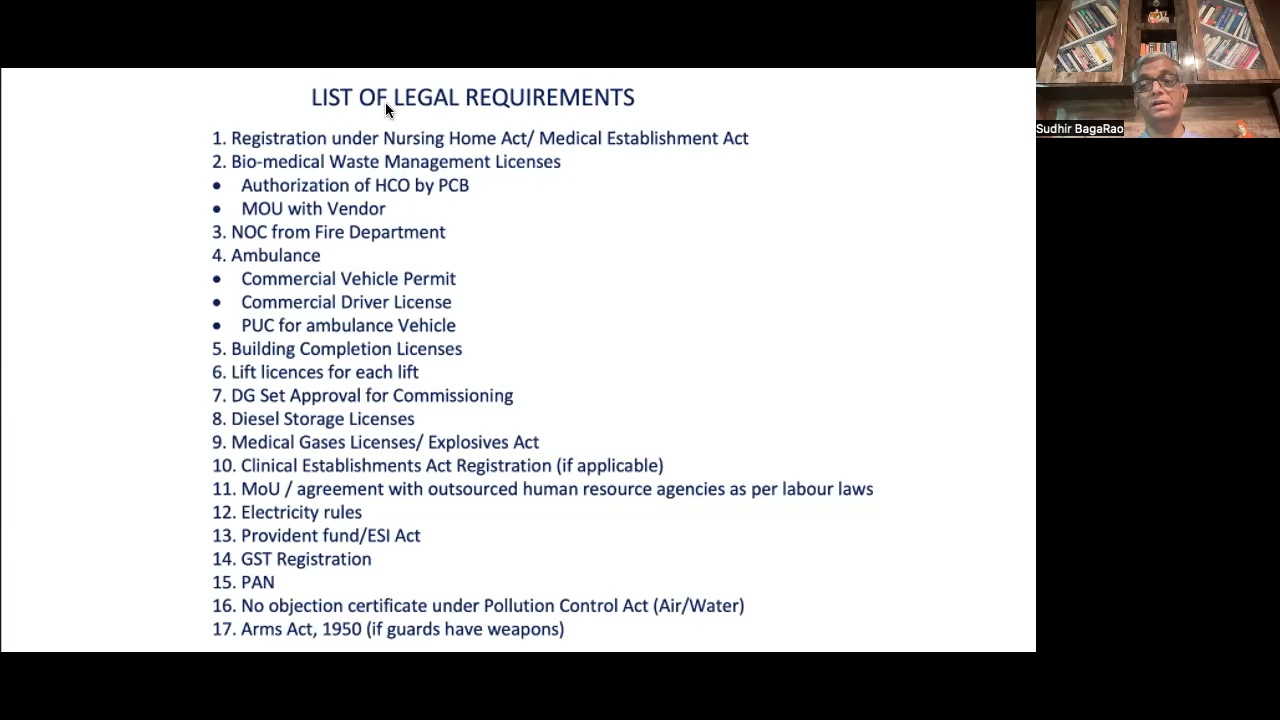 LIST OF LEGAL REQUIREMENTS
1. Registration under Nursing Home Act/ Medical Establishment Act
2. Bio-medical Waste Management Licenses
• Authorization of HCO by PCB
• MOU with Vendor
3. NOC from Fire Department
4. Ambulance
• Commercial Vehicle Permit
• Commercial Driver License
• PUC for ambulance Vehicle
5. Building Completion Licenses
6. Lift licences for each lift
7. DG Set Approval for Commissioning
8. Diesel Storage Licenses
9. Medical Gases Licenses/ Explosives Act
10. Clinical Establishments Act Registration (if applicable)
11. MoU / agreement with outsourced human resource agencies as per labour laws
12. Electricity rules
13. Provident fund/ESI Act
14. GST Registration
15. PAN
16. No objection certificate under Pollution Control Act (Air/Water)
17. Arms Act, 1950 (if guards have weapons)
Sudhir BagaRao